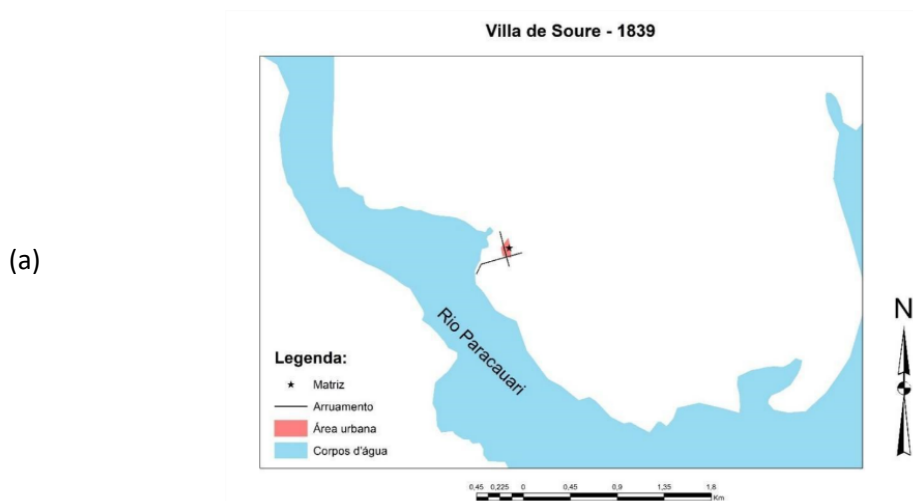 Villa de Soure - 1839
(a)
N
Rio Paracauari
Legenda:
Matriz
Arruamento
Área urbana
Corpos d'água
0,45 0,225 0 0,45 0,9 1,35 1,8
Km